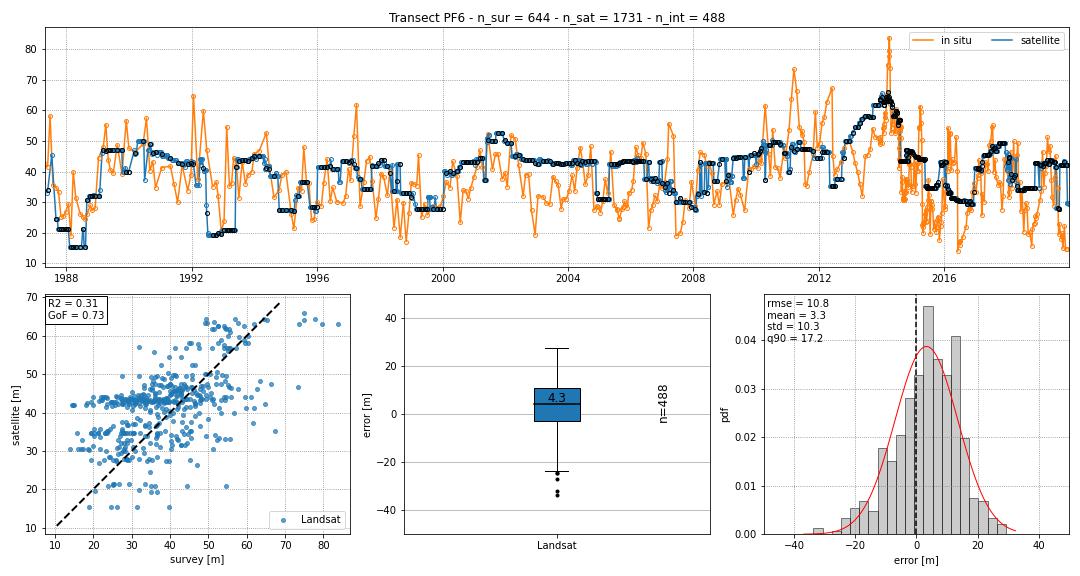 Transect PF6 - n_sur = 644 - n_sat = 1731 - n_int = 488
in situ
satellite
80
70
60
50
40
30
20
10
1988
1992
1996
2000
2004
2008
2012
2016
R2 = 0.31
GoF = 0.73
satellite [m]
70
60
50
40
30
20
10
Landsat
10
20
30
40
50
60
70
80
survey [m]
error [m]
40
20
0
−20
−40
4.3
n=488
Landsat
rmse = 10.8
mean = 3.3
std = 10.3
q90 = 17.2
pdf
0.04
0.03
0.02
0.01
0.00
−40
−20
0
20
40
error [m]